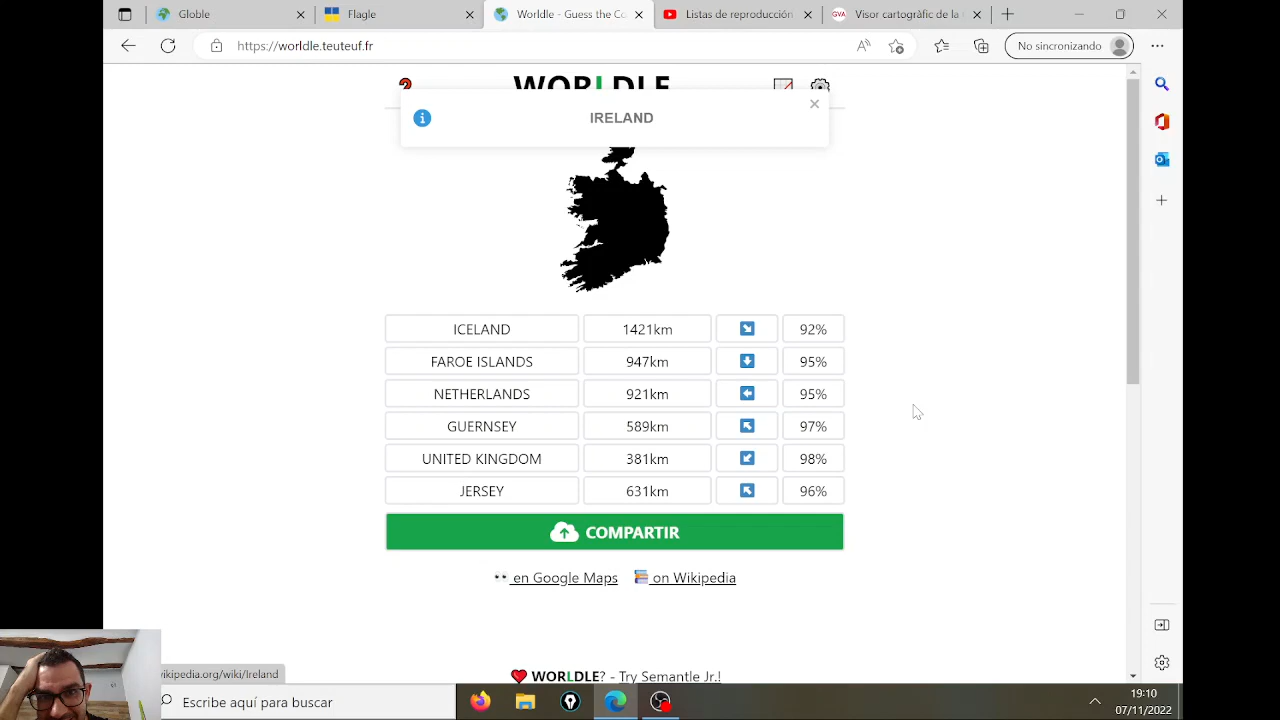 Globle
Flagle
Worldle - Guess the Co
Listas de reproducció
Visor cartogràfic de la
GVA
https://worldle.teuteuf.fr
No sincronizando
WORLDLE
IRELAND
ICELAND 1421km 92%
FAROE ISLANDS 947km 95%
NETHERLANDS 921km 95%
GUERNSEY 589km 97%
UNITED KINGDOM 381km 98%
JERSEY 631km 96%
COMPARTIR
en Google Maps on Wikipedia
WORLDLE? - Try Semantle Jr.!
vikipedia.org/wiki/Ireland
Escribe aquí para buscar
19:10
07/11/2022